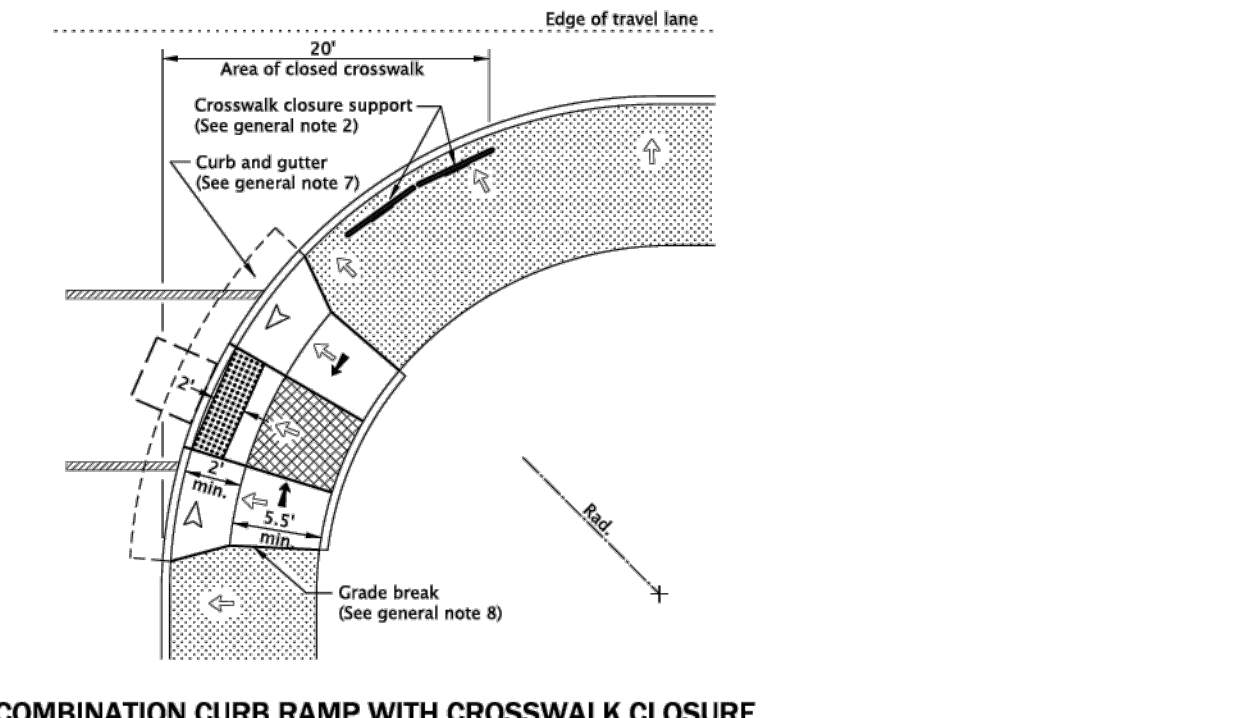 Edge of travel lane
20'
Area of closed crosswalk
Crosswalk closure support
(See general note 2)
Curb and gutter
(See general note 7)
2'
2'
min.
5.5'
min.
Rad.
Grade break
(See general note 8)
COMBINATION CURB RAMP WITH CROSSWALK CLOSURE